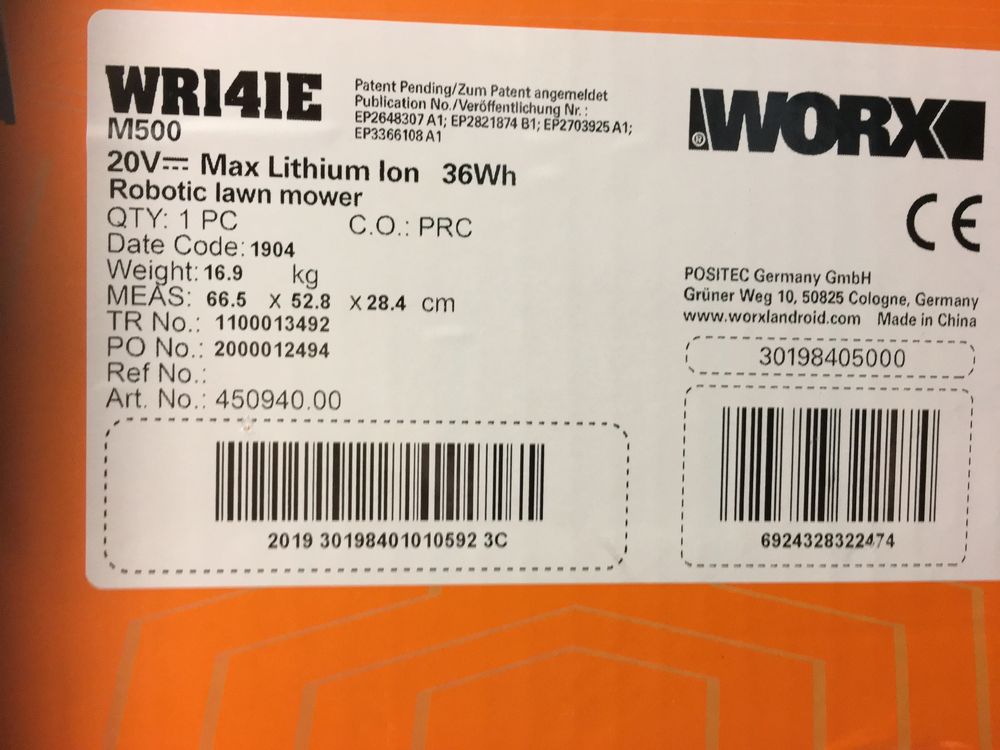 WR141E
M500
Patent Pending/Zum Patent angemeldet
Publication No./Veröffentlichung Nr.:
EP2648307 A1; EP2821874 B1; EP2703925 A1;
EP3366108 A1
20V⎓ Max Lithium Ion 36Wh
Robotic lawn mower
QTY: 1 PC C.O.: PRC
Date Code: 1904
Weight: 16.9 kg
MEAS: 66.5 X 52.8 X 28.4 cm
TR No.: 1100013492
PO No.: 2000012494
Ref No.:
Art. No.: 450940.00
2019 30198401010592 3C
WORX®
CE
POSITEC Germany GmbH
Grüner Weg 10, 50825 Cologne, Germany
www.worxlandroid.com Made in China
30198405000
6924328322474